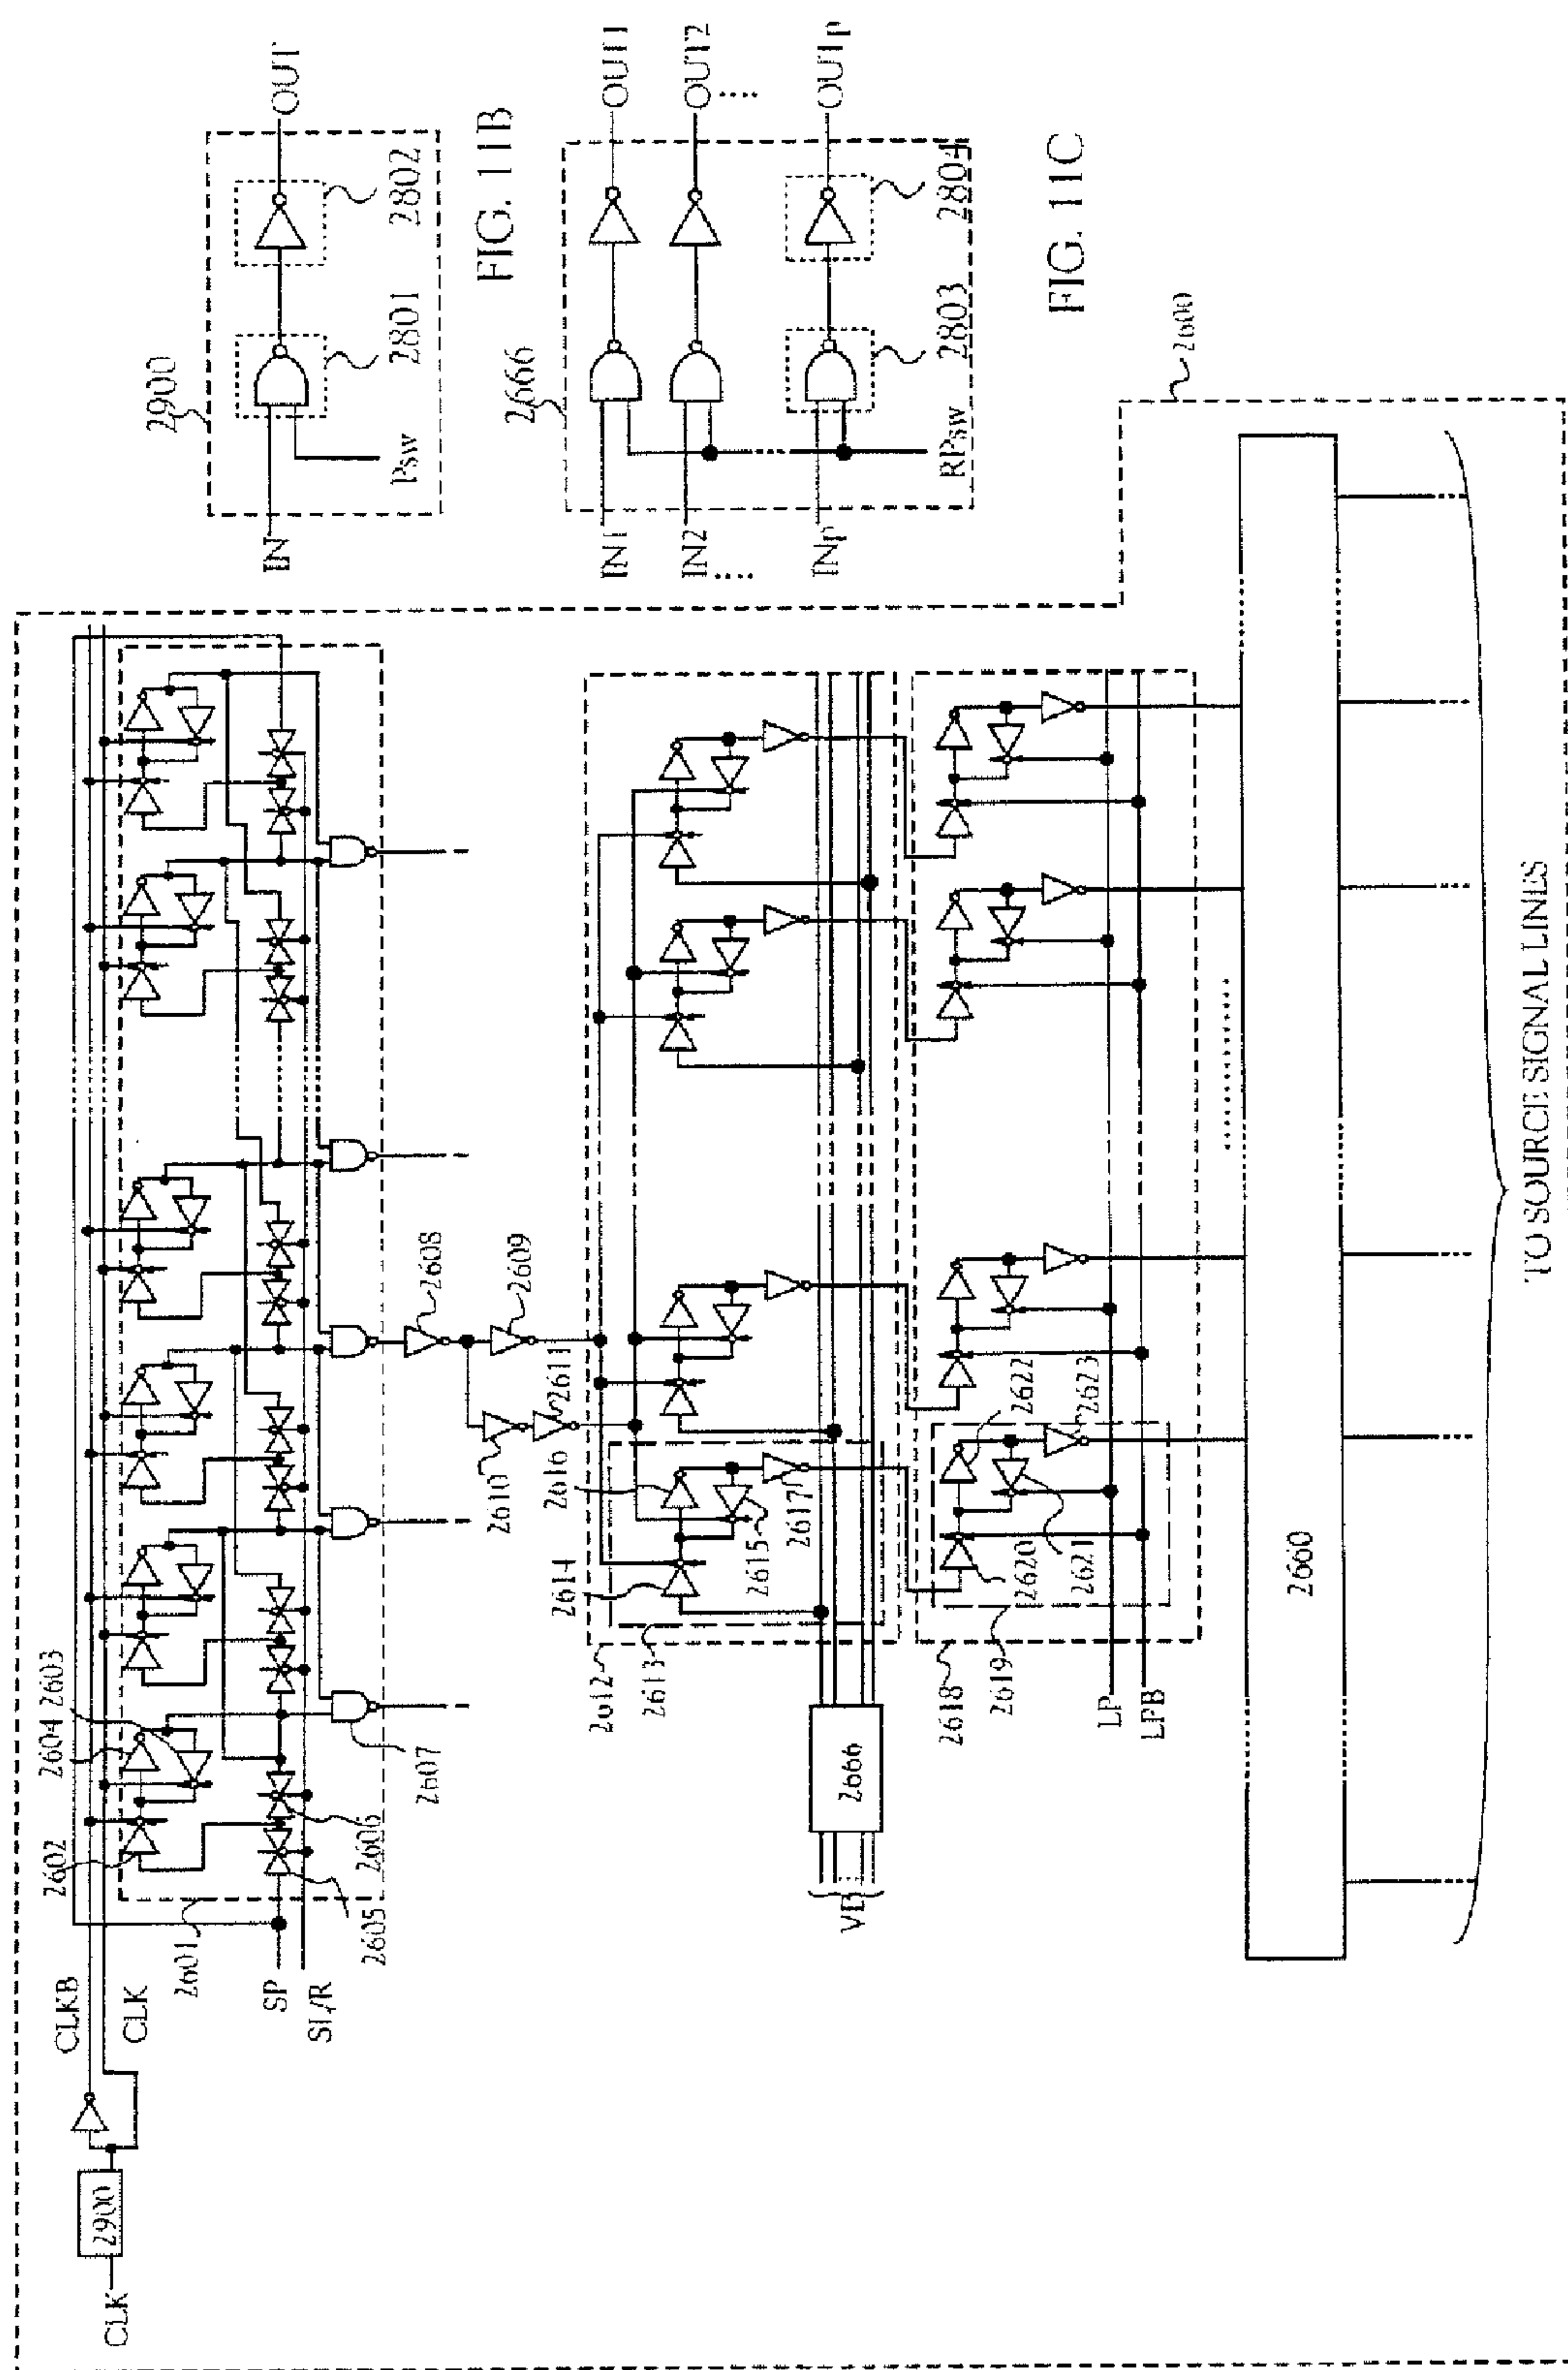 CLK
2900
CLKB
CLK
2601
SP
SL/R
2602
2604
2603
2605
2606
2607
2608
2609
2610
2611
2612
2613
2614
2616
2615
2617
2666
VD
2618
2619
2620
2621
2622
2623
LP
LPB
2660
TO SOURCE SIGNAL LINES
2600
2900
IN
Psw
2801
2802
OUT
FIG. 11B
2666
IN1
IN2
INp
RPsw
2803
2804
OUT1
OUT2
OUTp
FIG. 11C